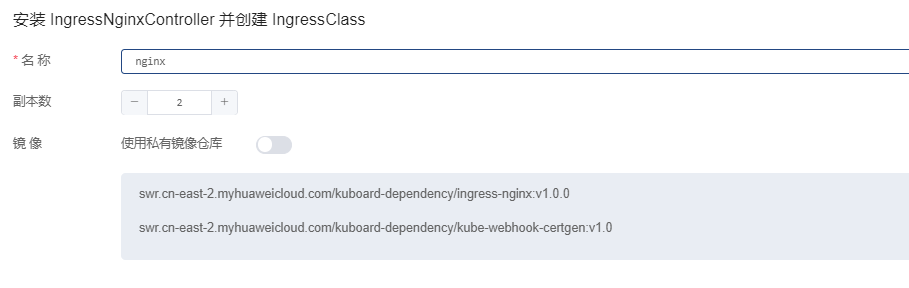 安装 IngressNginxController 并创建 IngressClass
* 名 称 nginx
副本数 − 2 +
镜 像 使用私有镜像仓库
swr.cn-east-2.myhuaweicloud.com/kuboard-dependency/ingress-nginx:v1.0.0
swr.cn-east-2.myhuaweicloud.com/kuboard-dependency/kube-webhook-certgen:v1.0